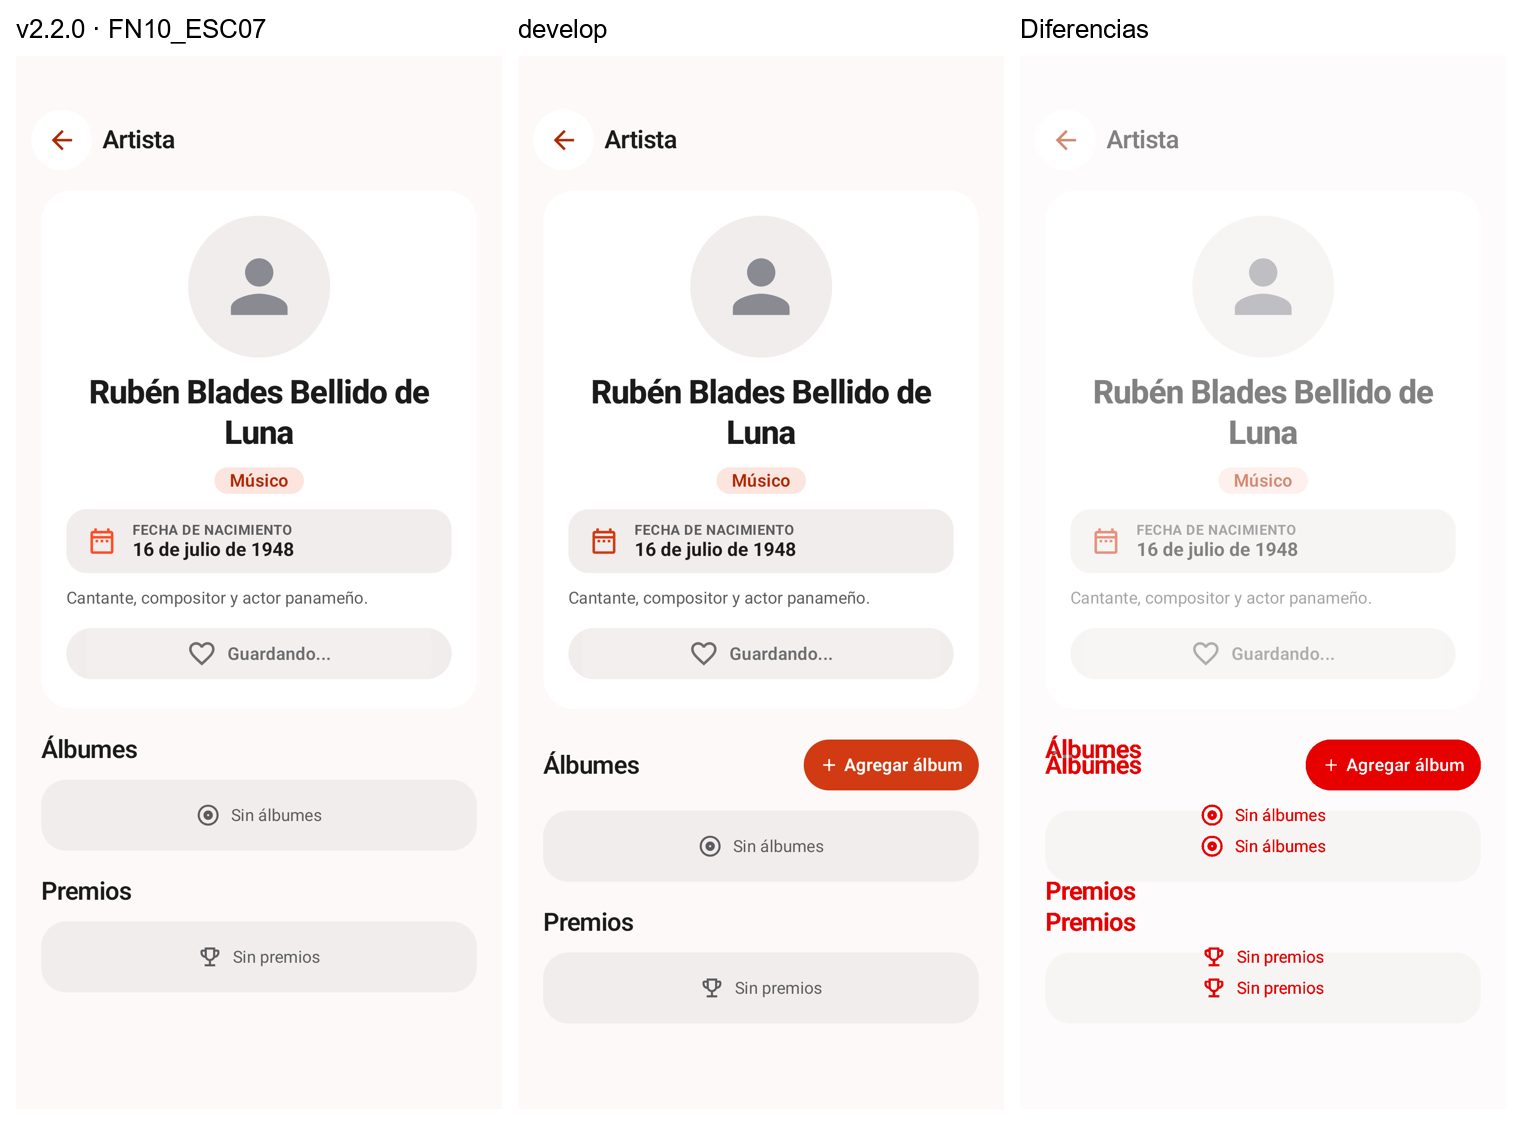 v2.2.0 · FN10_ESC07
Artista
Rubén Blades Bellido de
Luna
Músico
FECHA DE NACIMIENTO
16 de julio de 1948
Cantante, compositor y actor panameño.
Guardando...
Álbumes
Sin álbumes
Premios
Sin premios
develop
Artista
Rubén Blades Bellido de
Luna
Músico
FECHA DE NACIMIENTO
16 de julio de 1948
Cantante, compositor y actor panameño.
Guardando...
Álbumes
+ Agregar álbum
Sin álbumes
Premios
Sin premios
Diferencias
Artista
Rubén Blades Bellido de
Luna
Músico
FECHA DE NACIMIENTO
16 de julio de 1948
Cantante, compositor y actor panameño.
Guardando...
Álbumes
Álbumes
+ Agregar álbum
Sin álbumes
Sin álbumes
Premios
Premios
Sin premios
Sin premios